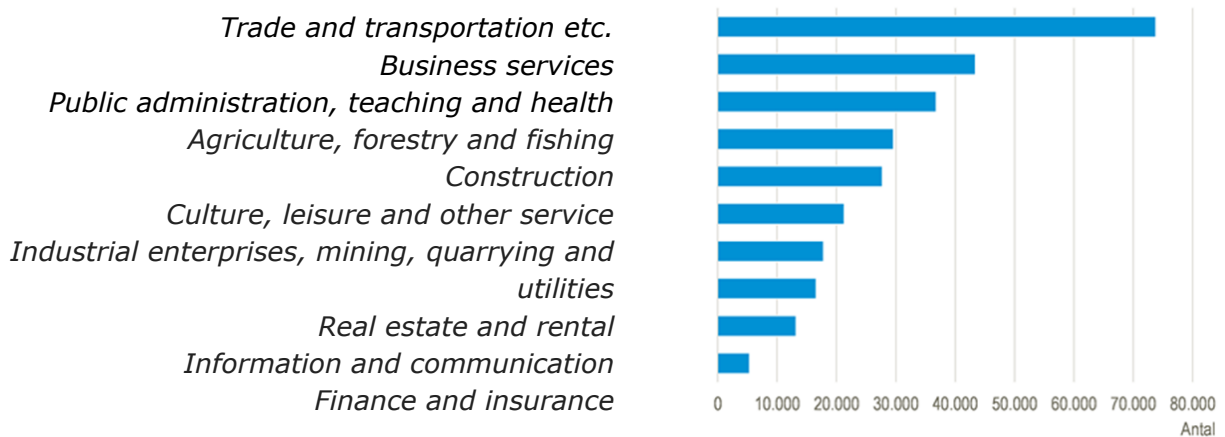 Trade and transportation etc.
Business services
Public administration, teaching and health
Agriculture, forestry and fishing
Construction
Culture, leisure and other service
Industrial enterprises, mining, quarrying and
utilities
Real estate and rental
Information and communication
Finance and insurance
0 10.000 20.000 30.000 40.000 50.000 60.000 70.000 80.000
Antal